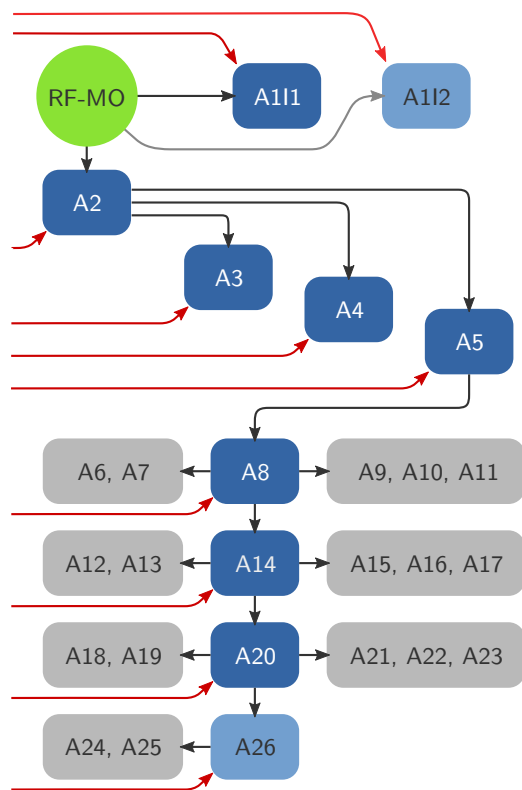 RF-MO
A1I1
A1I2
A2
A3
A4
A5
A6, A7
A8
A9, A10, A11
A12, A13
A14
A15, A16, A17
A18, A19
A20
A21, A22, A23
A24, A25
A26